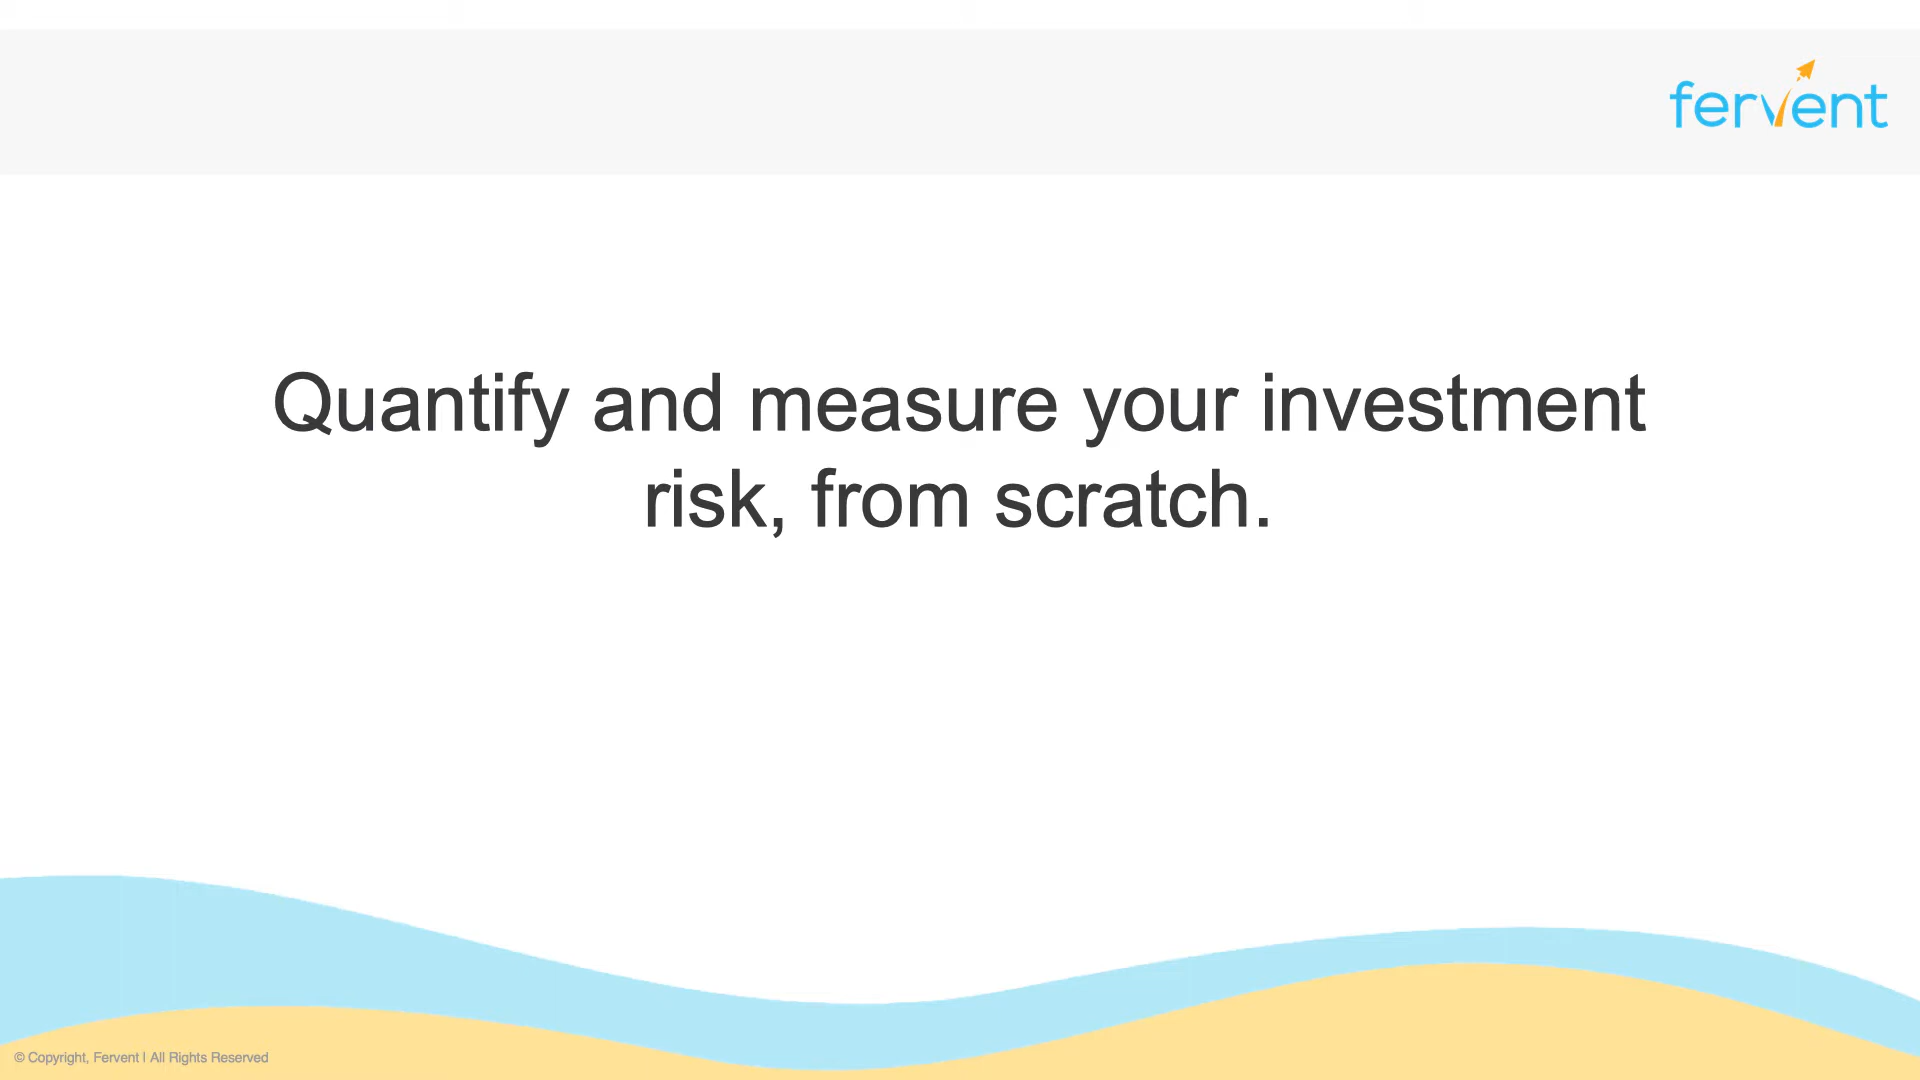 fervent
Quantify and measure your investment
risk, from scratch.
© Copyright, Fervent | All Rights Reserved